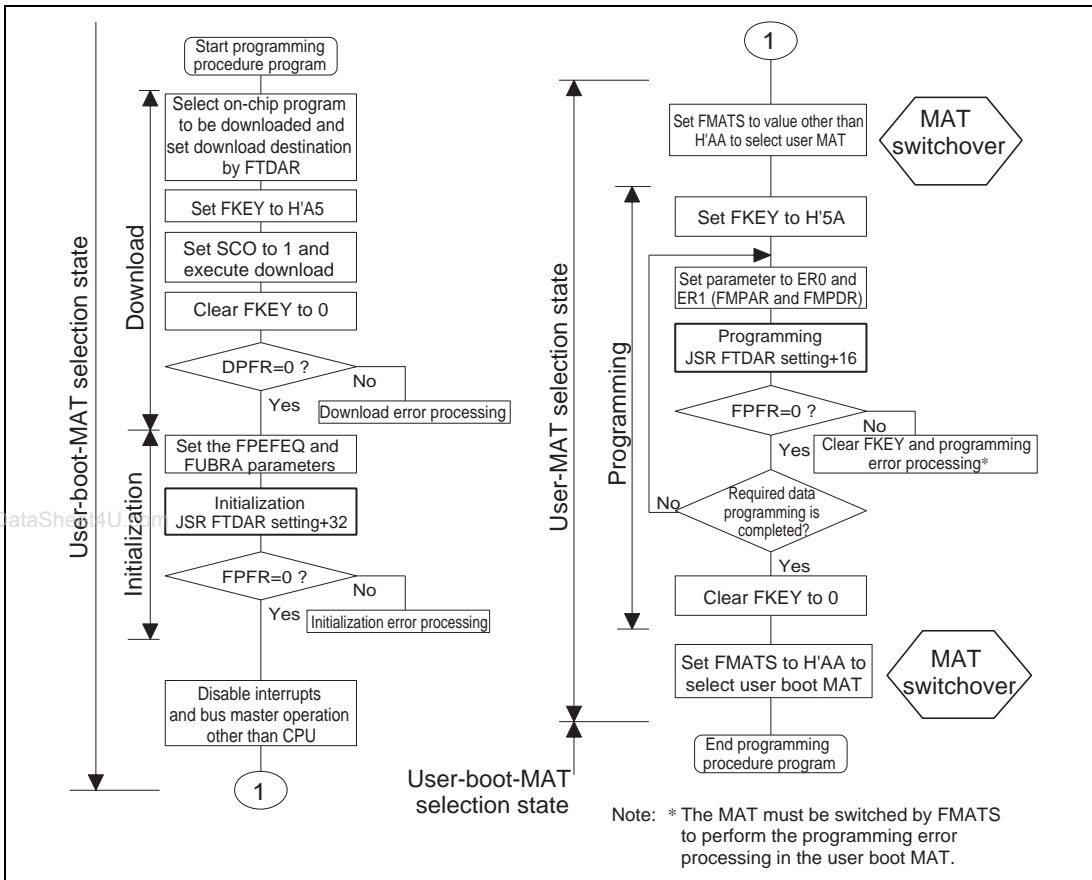 Start programming
procedure program
Select on-chip program
to be downloaded and
set download destination
by FTDAR
Set FKEY to H'A5
Set SCO to 1 and
execute download
Clear FKEY to 0
DPFR=0 ?
No
Yes
Download error processing
Set the FPEFEQ and
FUBRA parameters
Initialization
JSR FTDAR setting+32
FPFR=0 ?
No
Yes
Initialization error processing
Disable interrupts
and bus master operation
other than CPU
1
User-boot-MAT selection state
Download
Initialization
1
Set FMATS to value other than
H'AA to select user MAT
MAT
switchover
Set FKEY to H'5A
Set parameter to ER0 and
ER1 (FMPAR and FMPDR)
Programming
JSR FTDAR setting+16
FPFR=0 ?
No
Yes
Clear FKEY and programming
error processing*
Required data
programming is
completed?
No
Yes
Clear FKEY to 0
Set FMATS to H'AA to
select user boot MAT
MAT
switchover
End programming
procedure program
User-MAT selection state
Programming
User-boot-MAT
selection state
Note: * The MAT must be switched by FMATS
to perform the programming error
processing in the user boot MAT.
DataSheet4U.com